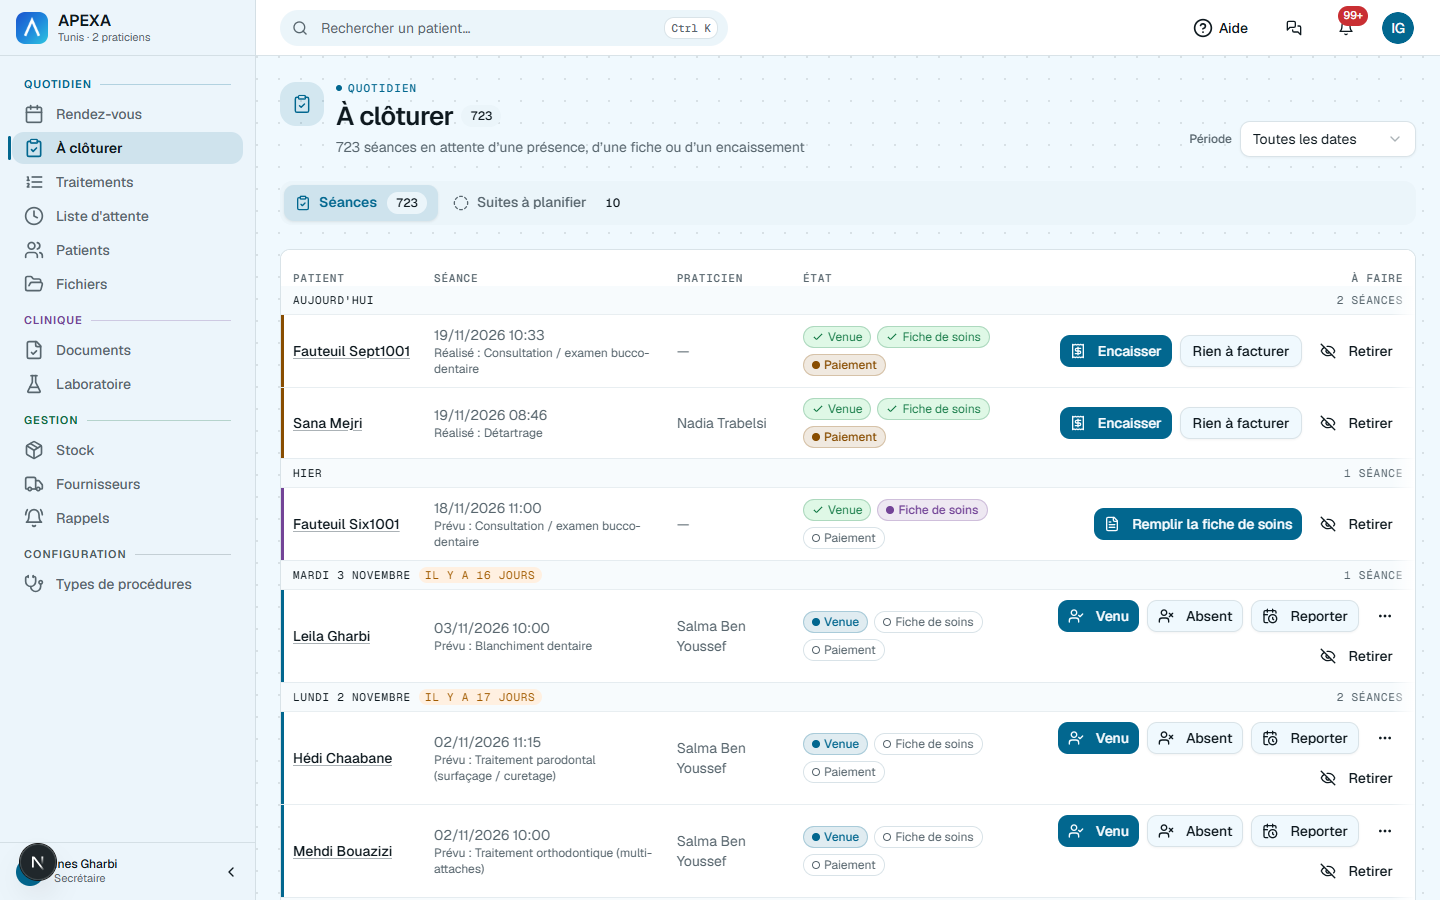 APEXA
Tunis · 2 praticiens
Rechercher un patient...
Ctrl K
Aide
99+
IG
QUOTIDIEN
Rendez-vous
À clôturer
Traitements
Liste d'attente
Patients
Fichiers
CLINIQUE
Documents
Laboratoire
GESTION
Stock
Fournisseurs
Rappels
CONFIGURATION
Types de procédures
N
nes Gharbi
Secrétaire
QUOTIDIEN
À clôturer 723
723 séances en attente d'une présence, d'une fiche ou d'un encaissement
Période
Toutes les dates
Séances 723
Suites à planifier 10
PATIENT SÉANCE PRATICIEN ÉTAT À FAIRE
AUJOURD'HUI 2 SÉANCES
Fauteuil Sept1001
19/11/2026 10:33
Réalisé : Consultation / examen bucco-
dentaire
—
Venue Fiche de soins
Paiement
Encaisser Rien à facturer Retirer
Sana Mejri
19/11/2026 08:46
Réalisé : Détartrage
Nadia Trabelsi
Venue Fiche de soins
Paiement
Encaisser Rien à facturer Retirer
HIER 1 SÉANCE
Fauteuil Six1001
18/11/2026 11:00
Prévu : Consultation / examen bucco-
dentaire
—
Venue Fiche de soins
Paiement
Remplir la fiche de soins Retirer
MARDI 3 NOVEMBRE IL Y A 16 JOURS 1 SÉANCE
Leila Gharbi
03/11/2026 10:00
Prévu : Blanchiment dentaire
Salma Ben
Youssef
Venue Fiche de soins
Paiement
Venu Absent Reporter
Retirer
LUNDI 2 NOVEMBRE IL Y A 17 JOURS 2 SÉANCES
Hédi Chaabane
02/11/2026 11:15
Prévu : Traitement parodontal
(surfaçage / curetage)
Salma Ben
Youssef
Venue Fiche de soins
Paiement
Venu Absent Reporter
Retirer
Mehdi Bouazizi
02/11/2026 10:00
Prévu : Traitement orthodontique (multi-
attaches)
Salma Ben
Youssef
Venue Fiche de soins
Paiement
Venu Absent Reporter
Retirer